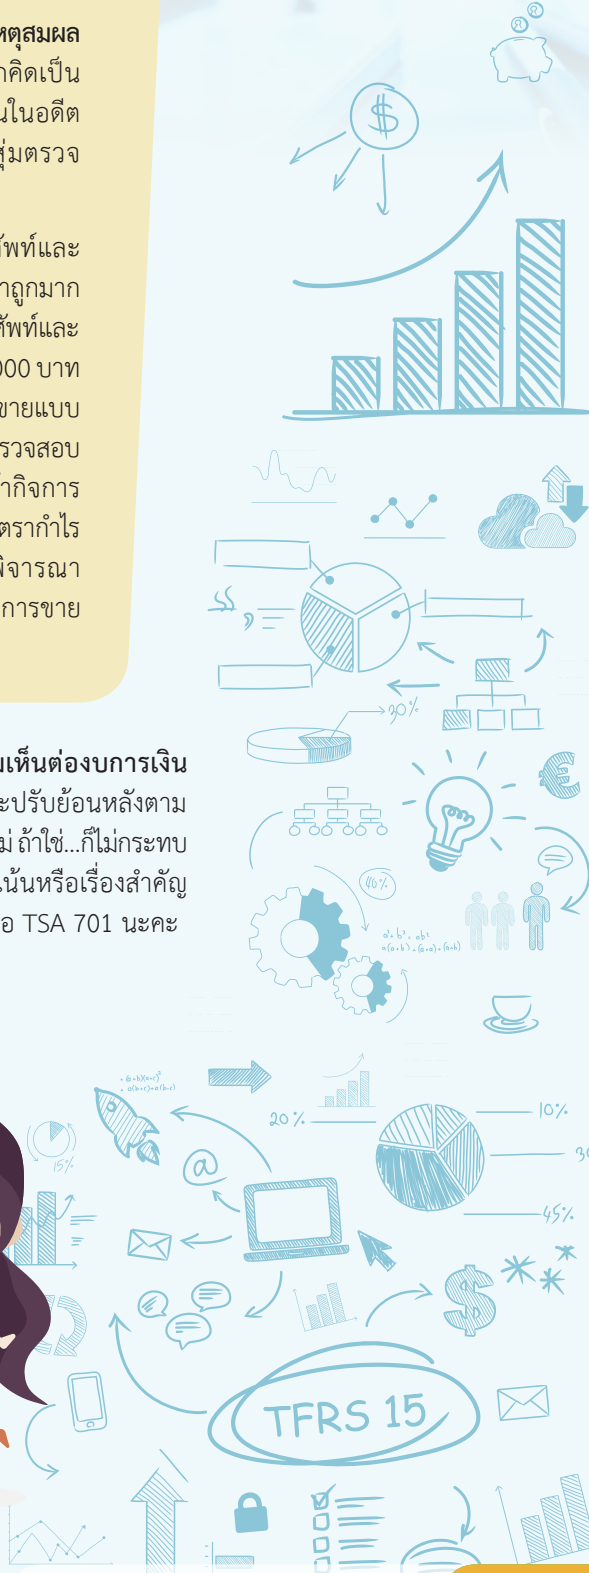 หตุสมผล
าคิดเป็น
นในอดีต
สุ่มตรวจ
ศัพท์และ
าถูกมาก
ศัพท์และ
000 บาท
ขายแบบ
รวจสอบ
ากิจการ
ตรากำไร
พิจารณา
การขาย
มเห็นต่องบการเงิน
ะปรับย้อนหลังตาม
ม่ ถ้าใช่...ก็ไม่กระทบ
น้นหรือเรื่องสำคัญ
อ TSA 701 นะคะ
30%
40%
20%
10%
15%
45%
TFRS 15